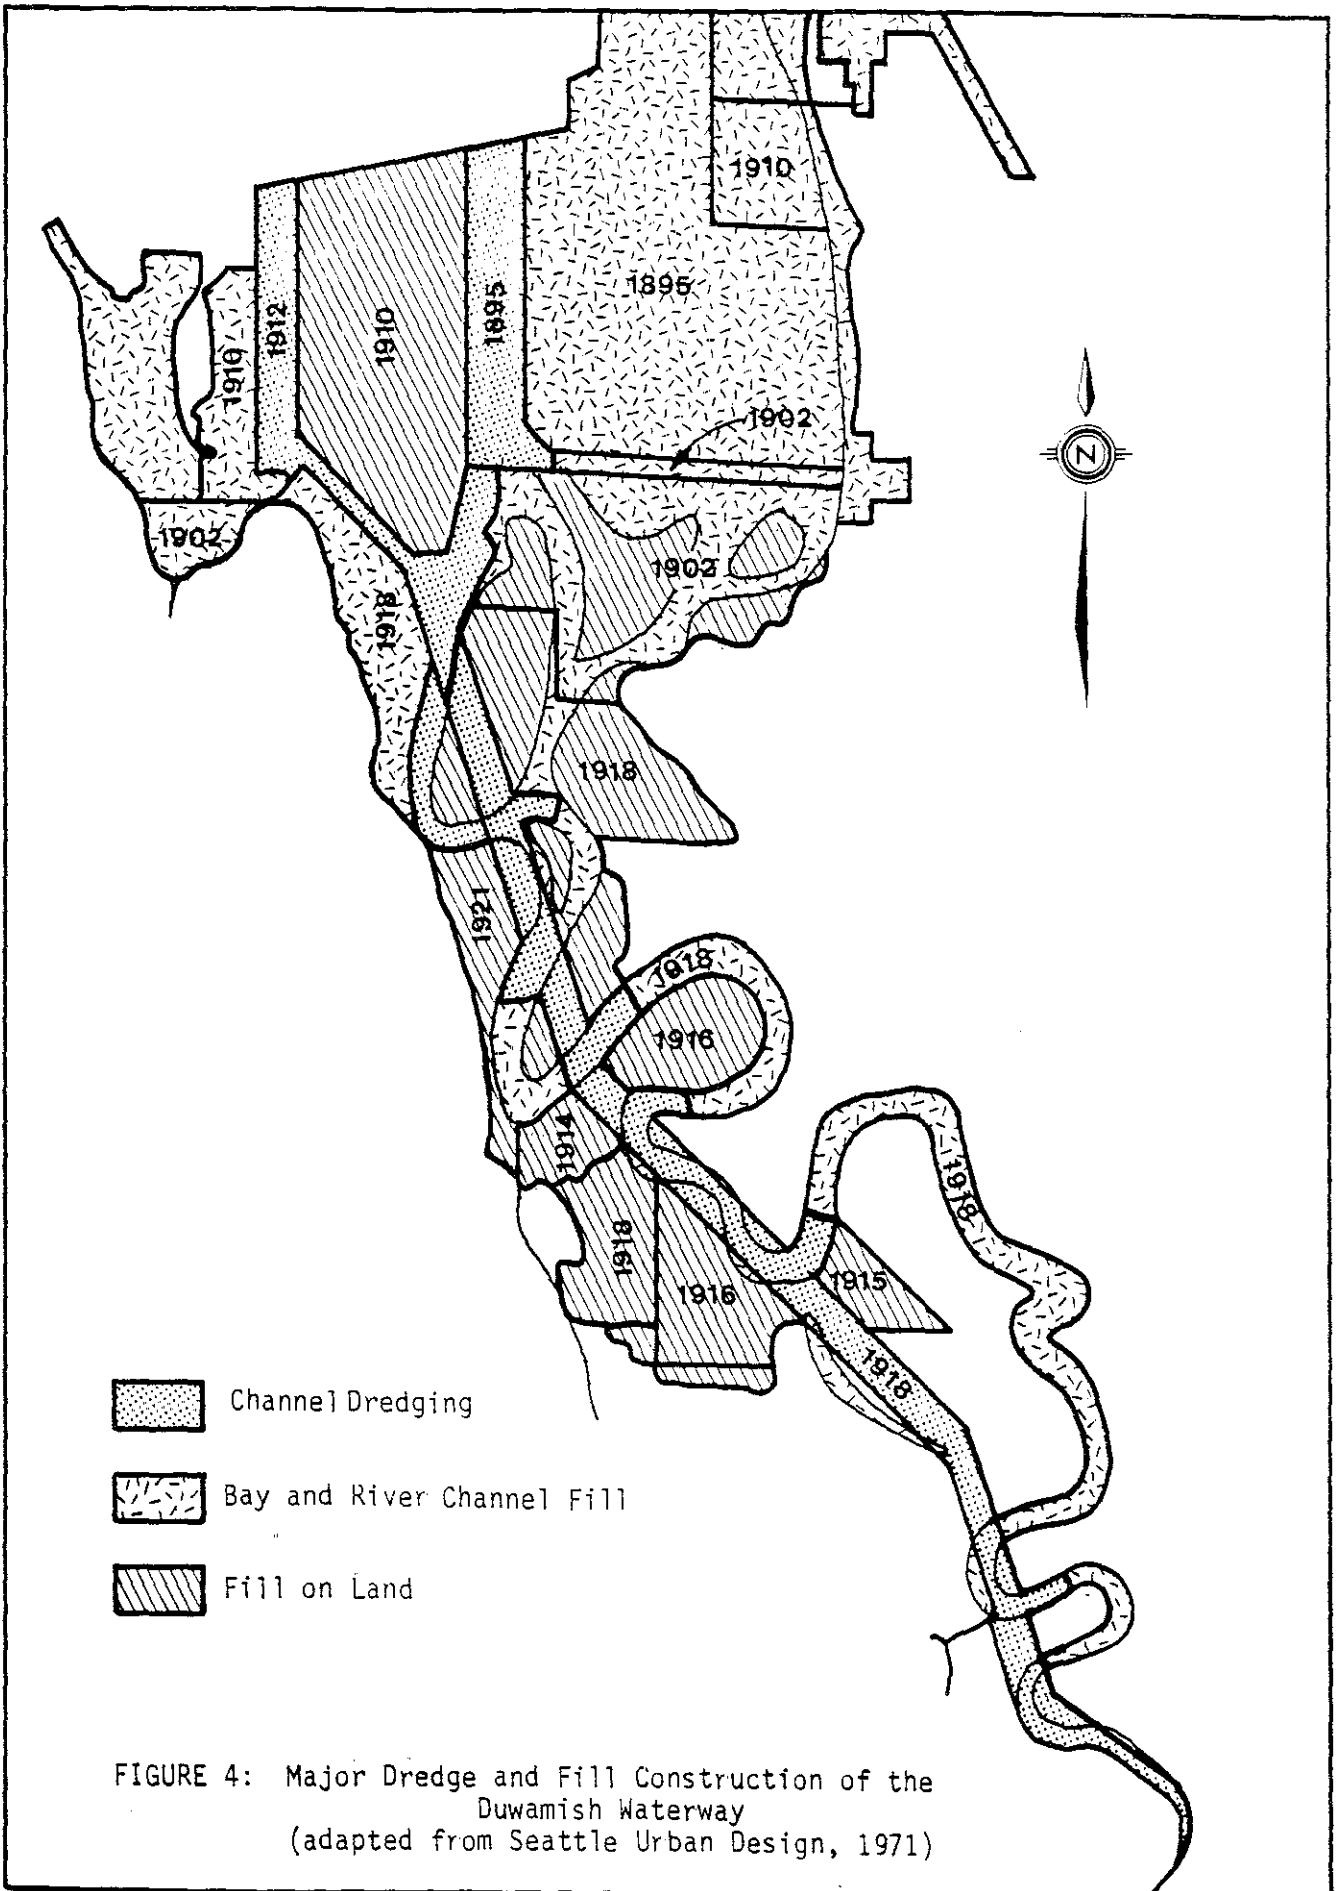 1910
1895
1912
1910
1910
1895
1902
1902
1902
1918
1918
1921
1918
1916
1914
1918
1918
1916
1915
1918
N
Channel Dredging
Bay and River Channel Fill
Fill on Land
FIGURE 4: Major Dredge and Fill Construction of the
Duwamish Waterway
(adapted from Seattle Urban Design, 1971)